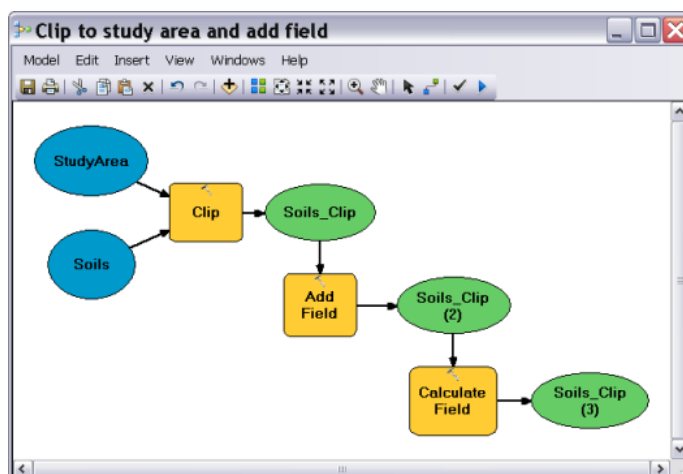 Clip to study area and add field
Model Edit Insert View Windows Help
StudyArea
Clip
Soils_Clip
Soils
Add
Field
Soils_Clip
(2)
Calculate
Field
Soils_Clip
(3)